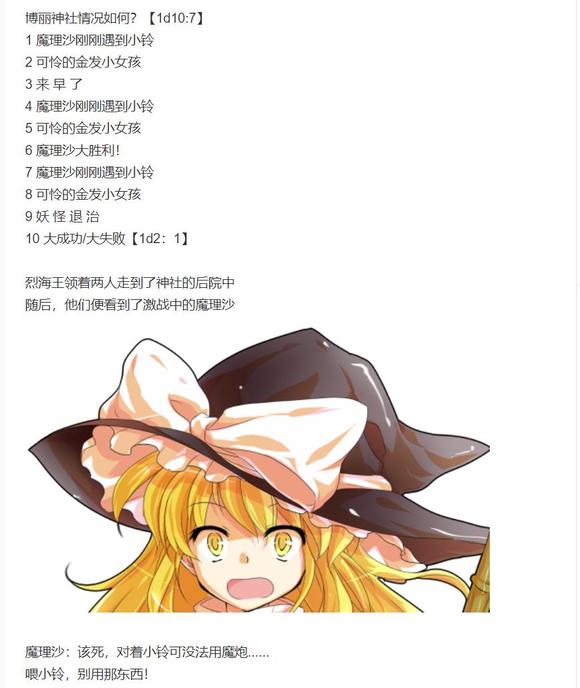 博丽神社情况如何？【1d10:7】
1 魔理沙刚刚遇到小铃
2 可怜的金发小女孩
3 来 早 了
4 魔理沙刚刚遇到小铃
5 可怜的金发小女孩
6 魔理沙大胜利！
7 魔理沙刚刚遇到小铃
8 可怜的金发小女孩
9 妖 怪 退 治
10 大成功/大失败【1d2：1】
烈海王领着两人走到了神社的后院中
随后，他们便看到了激战中的魔理沙
魔理沙：该死，对着小铃可没法用魔炮……
喂小铃，别用那东西！